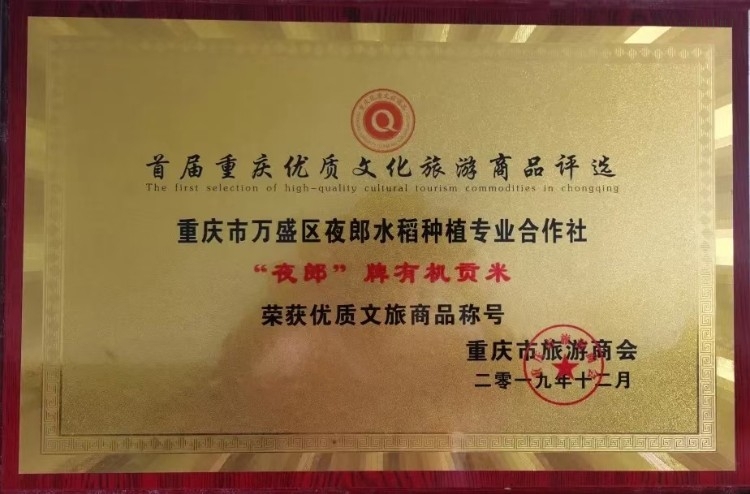 Q
首届重庆优质文化旅游商品评选
The first selection of high-quality cultural tourism commodities in chongqing
重庆市万盛区夜郎水稻种植专业合作社
“夜郎”牌有机贡米
荣获优质文旅商品称号
重庆市旅游商会
二零一九年十二月